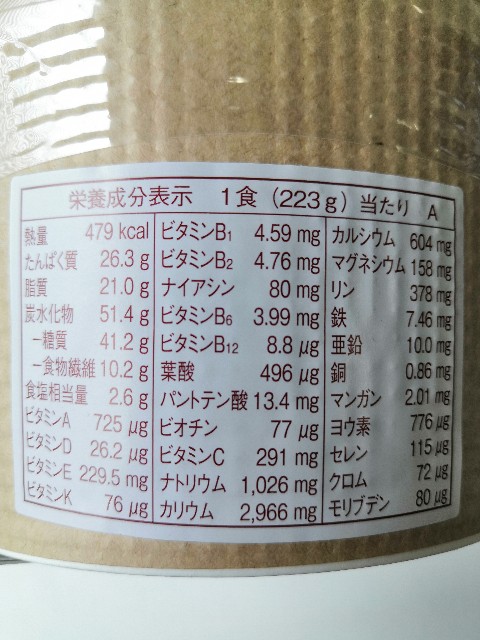 栄養成分表示 1食（223g）当たり A
熱量 479 kcal ビタミンB1 4.59 mg カルシウム 604 mg
たんぱく質 26.3 g ビタミンB2 4.76 mg マグネシウム 158 mg
脂質 21.0 g ナイアシン 80 mg リン 378 mg
炭水化物 51.4 g ビタミンB6 3.99 mg 鉄 7.46 mg
−糖質 41.2 g ビタミンB12 8.8 μg 亜鉛 10.0 mg
−食物繊維 10.2 g 葉酸 496 μg 銅 0.86 mg
食塩相当量 2.6 g パントテン酸 13.4 mg マンガン 2.01 mg
ビタミンA 725 μg ビオチン 77 μg ヨウ素 776 μg
ビタミンD 26.2 μg ビタミンC 291 mg セレン 115 μg
ビタミンE 229.5 mg ナトリウム 1,026 mg クロム 72 μg
ビタミンK 76 μg カリウム 2,966 mg モリブデン 80 μg